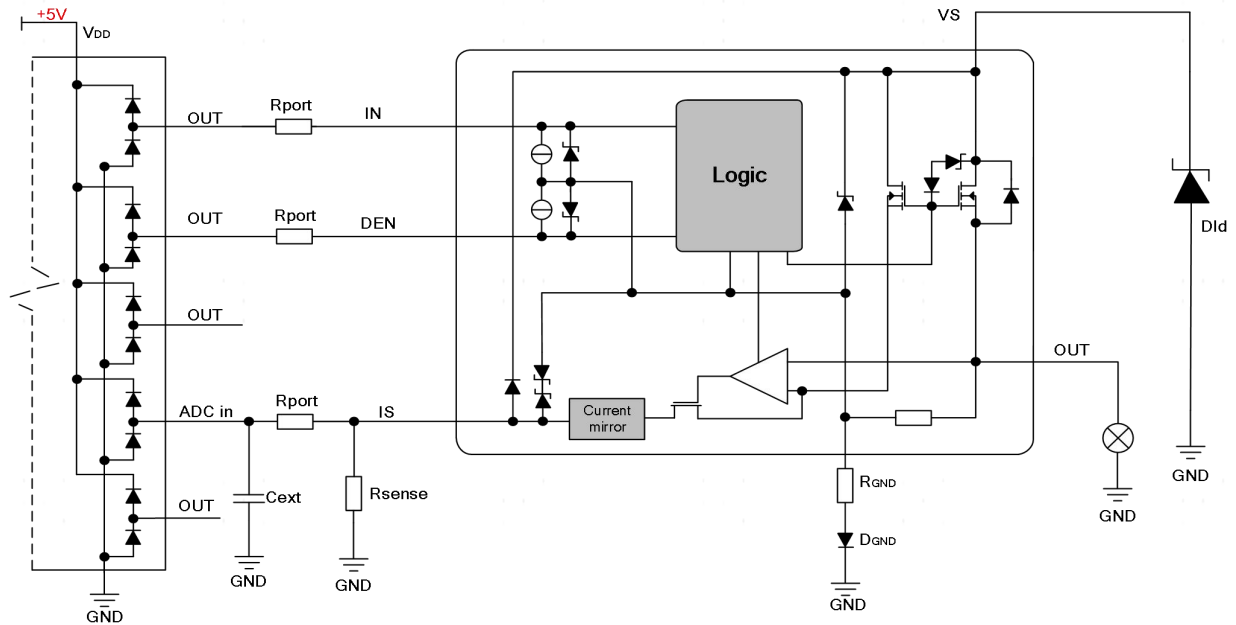 +5V
VDD
VS
OUT
Rport
IN
Logic
OUT
Rport
DEN
Dld
OUT
OUT
ADC in
Rport
IS
Current
mirror
GND
OUT
Cext
Rsense
RGND
GND
DGND
GND
GND
GND
GND